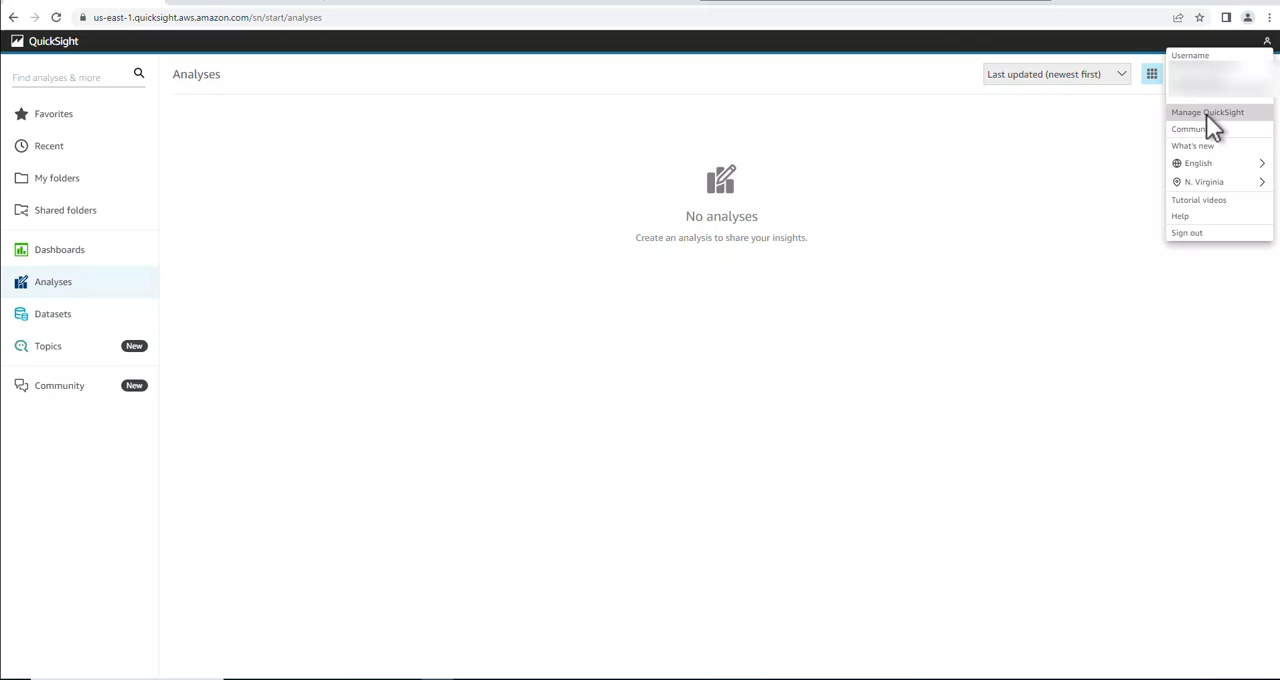 us-east-1.quicksight.aws.amazon.com/sn/start/analyses
QuickSight
Find analyses & more
Favorites
Recent
My folders
Shared folders
Dashboards
Analyses
Datasets
Topics New
Community New
Analyses
Last updated (newest first)
No analyses
Create an analysis to share your insights.
Username
Manage QuickSight
Commun
What's new
English
N. Virginia
Tutorial videos
Help
Sign out